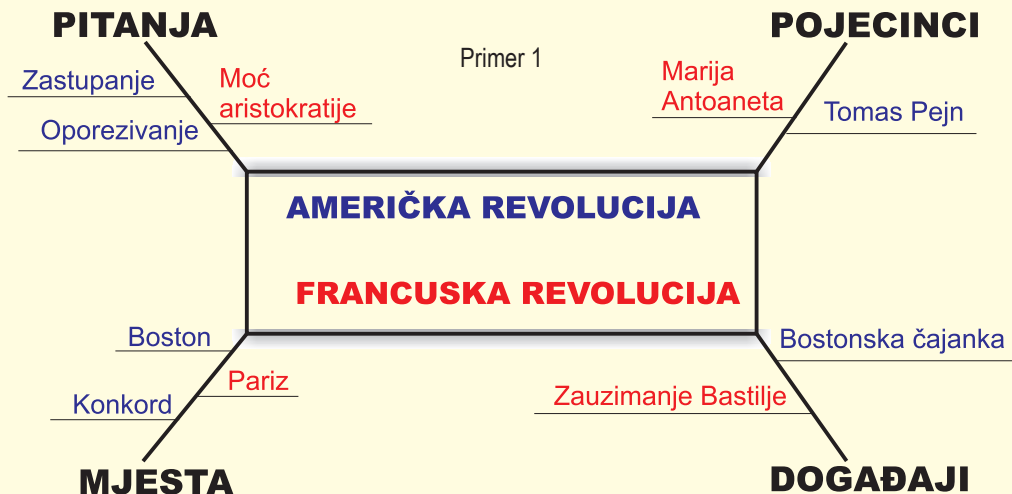 PITANJA
POJECINCI
Primer 1
Zastupanje
Moć
aristokratije
Oporezivanje
Marija
Antoaneta
Tomas Pejn
AMERIČKA REVOLUCIJA
FRANCUSKA REVOLUCIJA
Boston
Pariz
Konkord
Bostonska čajanka
Zauzimanje Bastilje
MJESTA
DOGAĐAJI